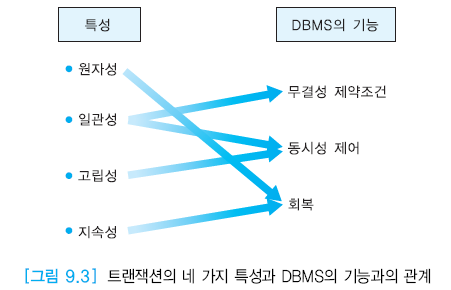 특성
DBMS의 기능
• 원자성
• 일관성
• 고립성
• 지속성
무결성 제약조건
동시성 제어
회복
[그림 9.3] 트랜잭션의 네 가지 특성과 DBMS의 기능과의 관계